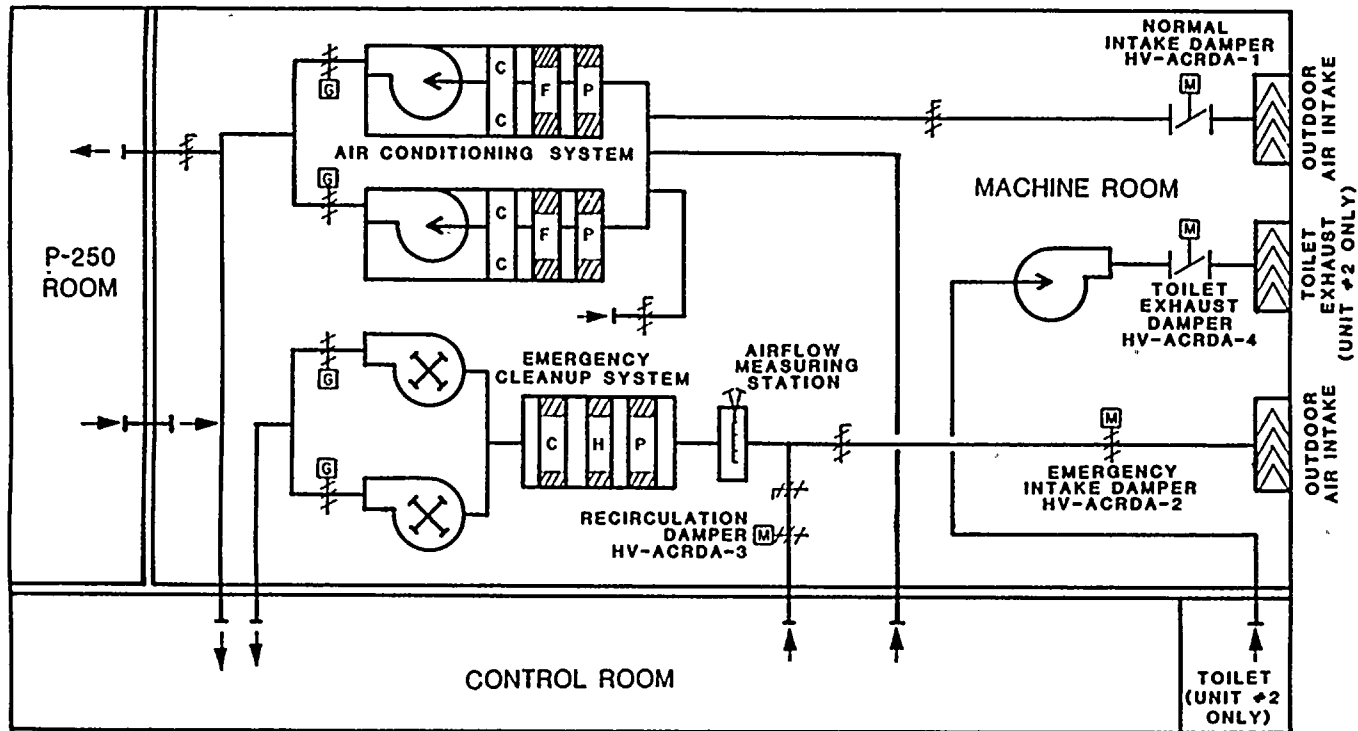 NORMAL
INTAKE DAMPER
HV-ACRDA-1
M
OUTDOOR
AIR INTAKE
G
C
C
F
P
AIR CONDITIONING SYSTEM
G
C
C
F
P
MACHINE ROOM
M
TOILET
EXHAUST
DAMPER
HV-ACRDA-4
TOILET
EXHAUST
(UNIT #2 ONLY)
P-250
ROOM
G
EMERGENCY
CLEANUP SYSTEM
AIRFLOW
MEASURING
STATION
C
H
P
G
M
EMERGENCY
INTAKE DAMPER
HV-ACRDA-2
OUTDOOR
AIR INTAKE
RECIRCULATION
DAMPER
HV-ACRDA-3
M
CONTROL ROOM
TOILET
(UNIT #2
ONLY)